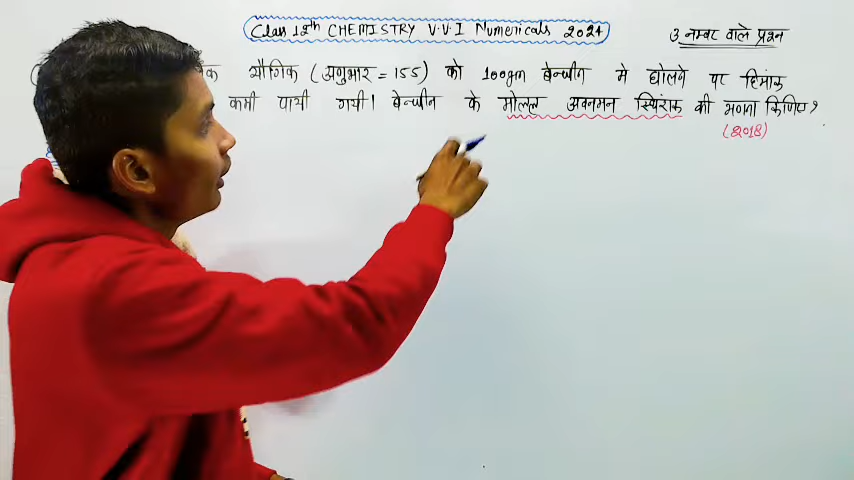 Class 12th CHEMISTRY V.V.I Numericals 2024
3 नम्बर वाले प्रश्न
यौगिक (अणुभार = 155) को 100gm बेन्जीन मे घोलने पर हिमांक
कमी पायी गयी। बेन्जीन के मोलल अवनमन स्थिरांक की गणना किजिए?
(2018)